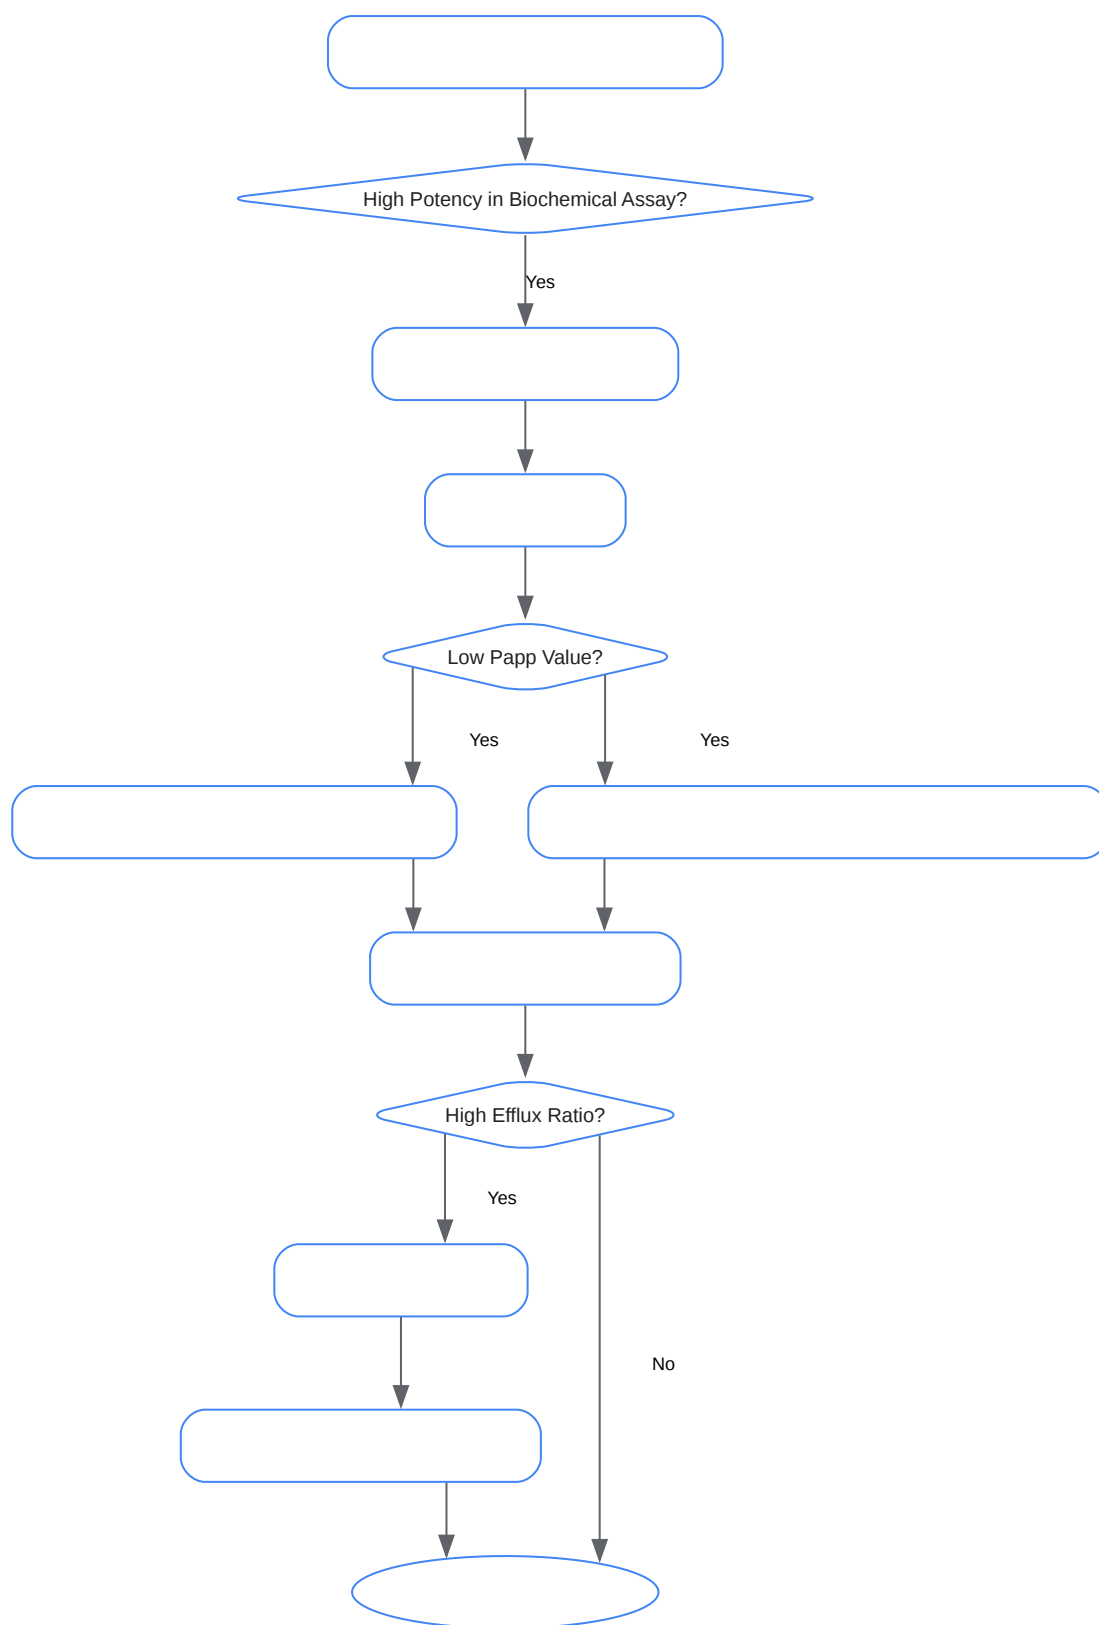 High Potency in Biochemical Assay?
Yes
Low Papp Value?
Yes
Yes
High Efflux Ratio?
Yes
No